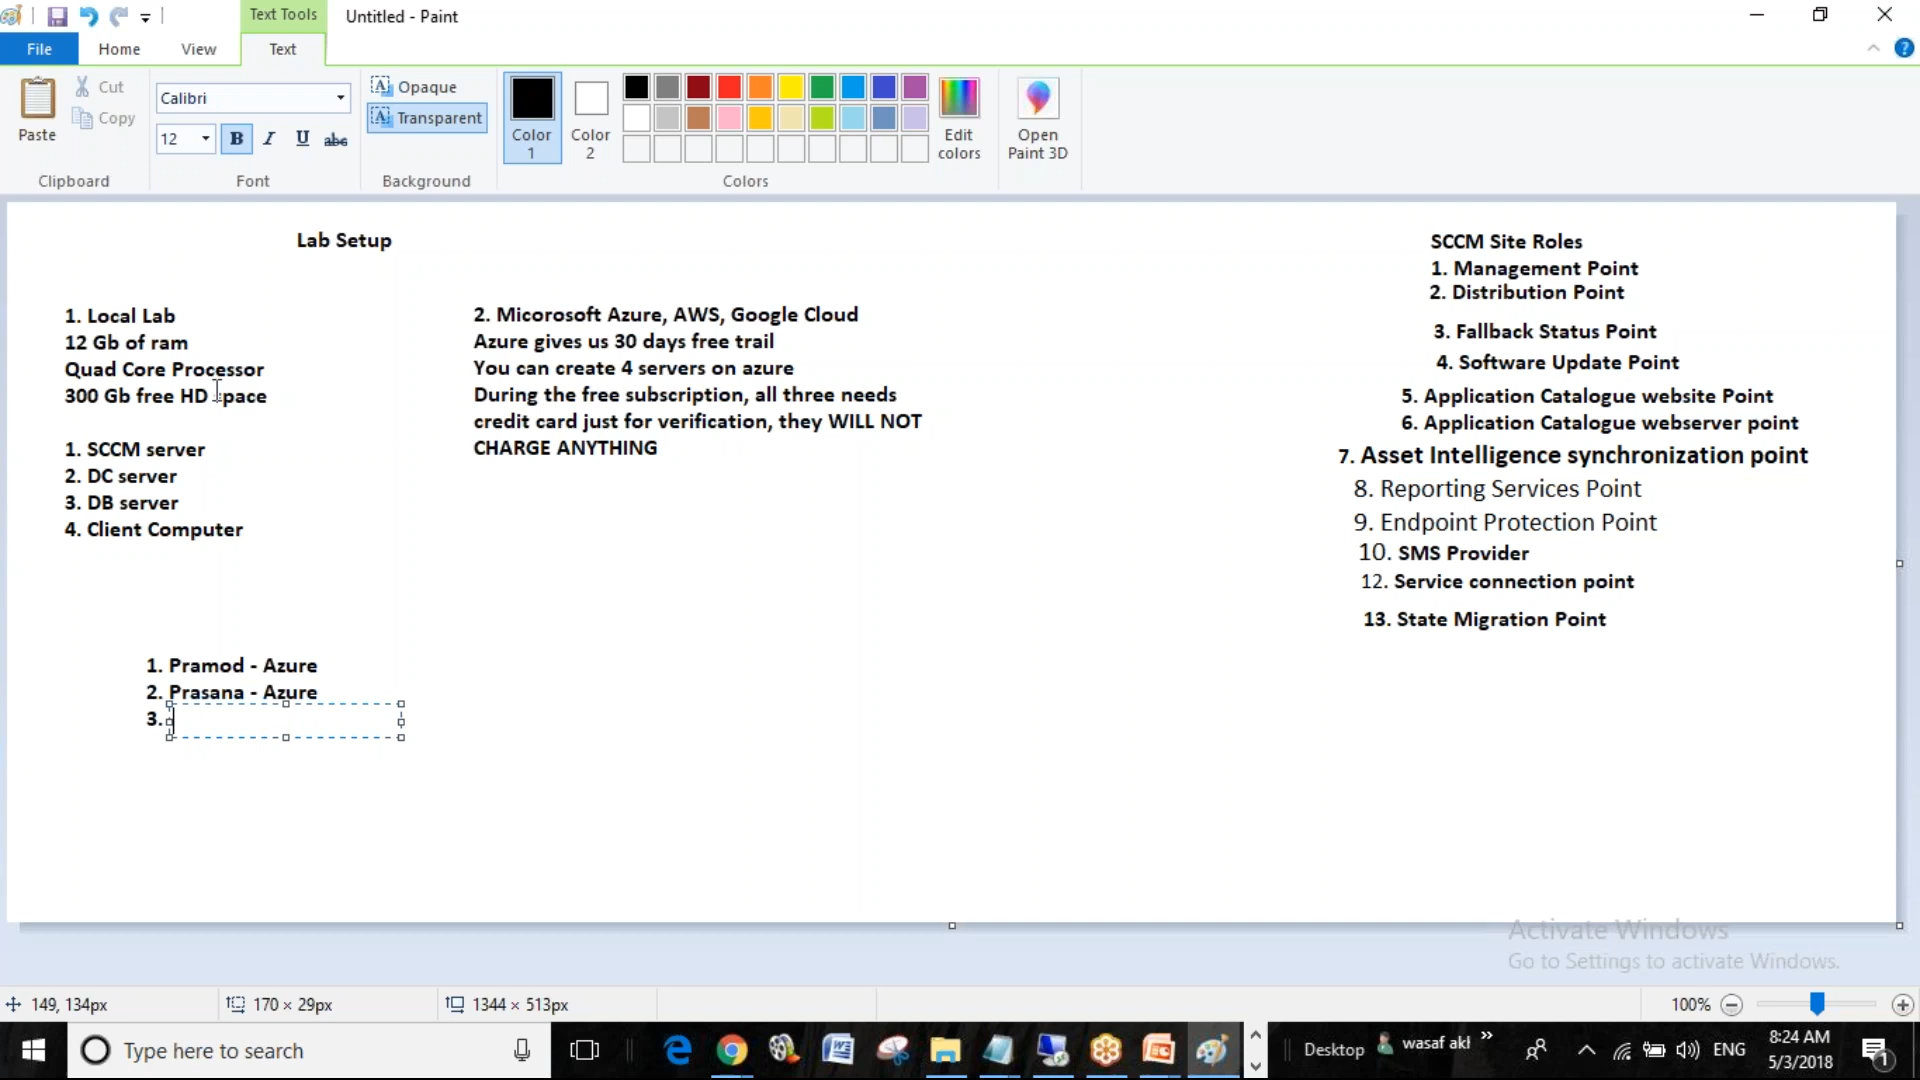 Text Tools
Untitled - Paint
File
Home
View
Text
Paste
Cut
Copy
Clipboard
Calibri
12
B I U abc
Font
Opaque
Transparent
Background
Color 1
Color 2
Edit colors
Colors
Open Paint 3D
Lab Setup
1. Local Lab
12 Gb of ram
Quad Core Processor
300 Gb free HD space
1. SCCM server
2. DC server
3. DB server
4. Client Computer
2. Micorosoft Azure, AWS, Google Cloud
Azure gives us 30 days free trail
You can create 4 servers on azure
During the free subscription, all three needs
credit card just for verification, they WILL NOT
CHARGE ANYTHING
SCCM Site Roles
1. Management Point
2. Distribution Point
3. Fallback Status Point
4. Software Update Point
5. Application Catalogue website Point
6. Application Catalogue webserver point
7. Asset Intelligence synchronization point
8. Reporting Services Point
9. Endpoint Protection Point
10. SMS Provider
12. Service connection point
13. State Migration Point
1. Pramod - Azure
2. Prasana - Azure
3.
Activate Windows
Go to Settings to activate Windows.
149, 134px
170 × 29px
1344 × 513px
100%
Type here to search
Desktop
wasaf akl
ENG
8:24 AM
5/3/2018
1